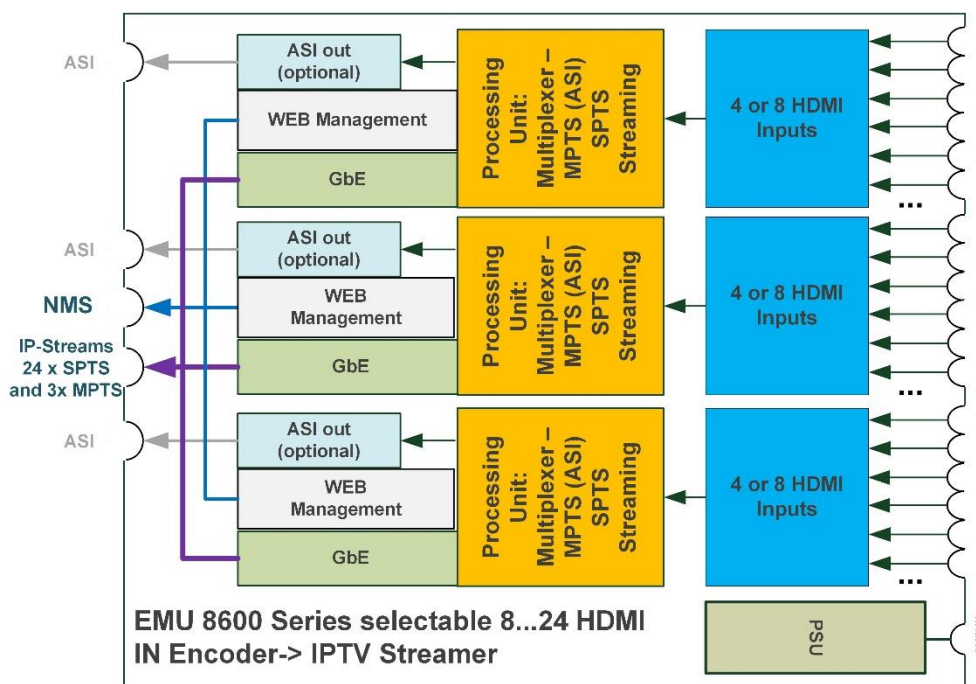 ASI
ASI out
(optional)
WEB Management
GbE
Processing
Unit:
Multiplexer –
MPTS (ASI)
SPTS
Streaming
4 or 8 HDMI
Inputs
...
ASI
NMS
IP-Streams
24 x SPTS
and 3x MPTS
ASI out
(optional)
WEB
Management
GbE
Processing
Unit:
Multiplexer –
MPTS (ASI)
SPTS
Streaming
4 or 8 HDMI
Inputs
...
ASI
ASI out
(optional)
WEB
Management
GbE
Processing
Unit:
Multiplexer –
MPTS (ASI)
SPTS
Streaming
4 or 8 HDMI
Inputs
...
EMU 8600 Series selectable 8...24 HDMI
IN Encoder-> IPTV Streamer
PSU